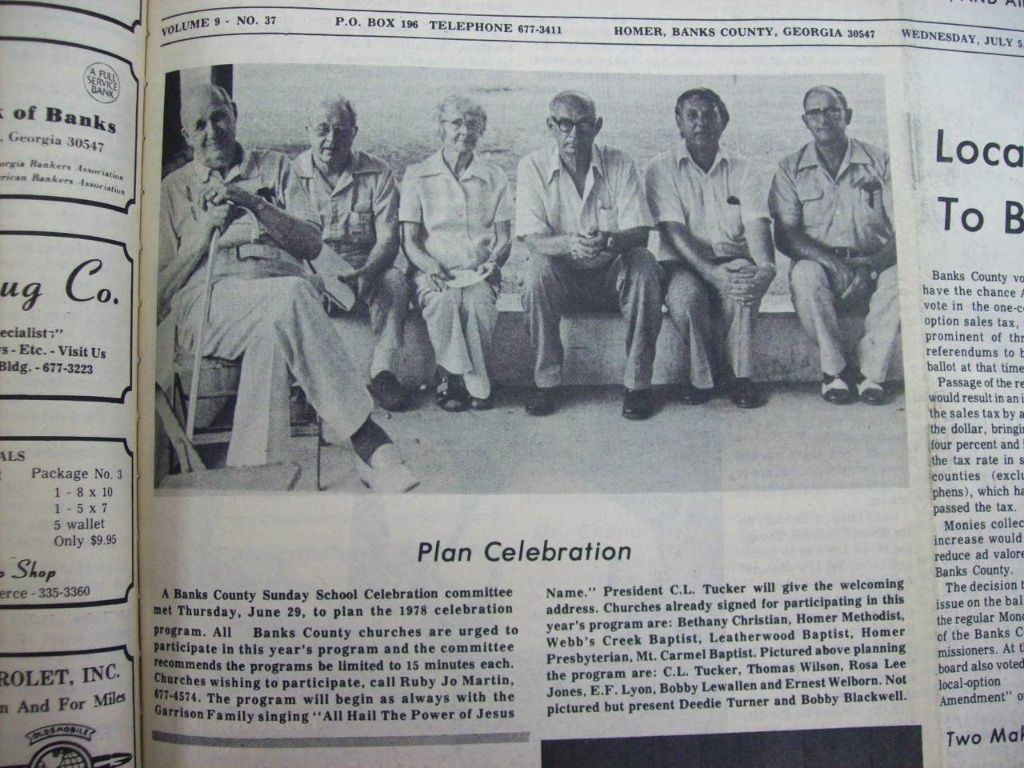 VOLUME 9 - NO. 37 P.O. BOX 196 TELEPHONE 677-3411 HOMER, BANKS COUNTY, GEORGIA 30547 WEDNESDAY, JULY 5
A FULL
SERVICE
BANK
of Banks
Georgia 30547
orgia Bankers Association
rican Bankers Association
ug Co.
ecialist"
s - Etc. - Visit Us
Bldg. - 677-3223
ALS
Package No. 3
1 - 8 x 10
1 - 5 x 7
5 wallet
Only $9.95
Shop
erce - 335-3360
ROLET, INC.
n And For Miles
OLDSMOBILE
Plan Celebration
A Banks County Sunday School Celebration committee
met Thursday, June 29, to plan the 1978 celebration
program. All Banks County churches are urged to
participate in this year's program and the committee
recommends the programs be limited to 15 minutes each.
Churches wishing to participate, call Ruby Jo Martin,
677-4574. The program will begin as always with the
Garrison Family singing "All Hail The Power of Jesus
Name." President C.L. Tucker will give the welcoming
address. Churches already signed for participating in this
year's program are: Bethany Christian, Homer Methodist,
Webb's Creek Baptist, Leatherwood Baptist, Homer
Presbyterian, Mt. Carmel Baptist. Pictured above planning
the program are: C.L. Tucker, Thomas Wilson, Rosa Lee
Jones, E.F. Lyon, Bobby Lewallen and Ernest Welborn. Not
pictured but present Deedie Turner and Bobby Blackwell.
Loca
To B
Banks County vo
have the chance A
vote in the one-c
option sales tax,
prominent of thr
referendums to b
ballot at that time
Passage of the re
would result in an i
the sales tax by a
the dollar, bringin
four percent and
the tax rate in s
counties (exclu
phens), which ha
passed the tax.
Monies collec
increase would
reduce ad valore
Banks County.
The decision t
issue on the bal
the regular Mond
of the Banks C
missioners. At t
board also voted
local-option
Amendment" o
Two Mak